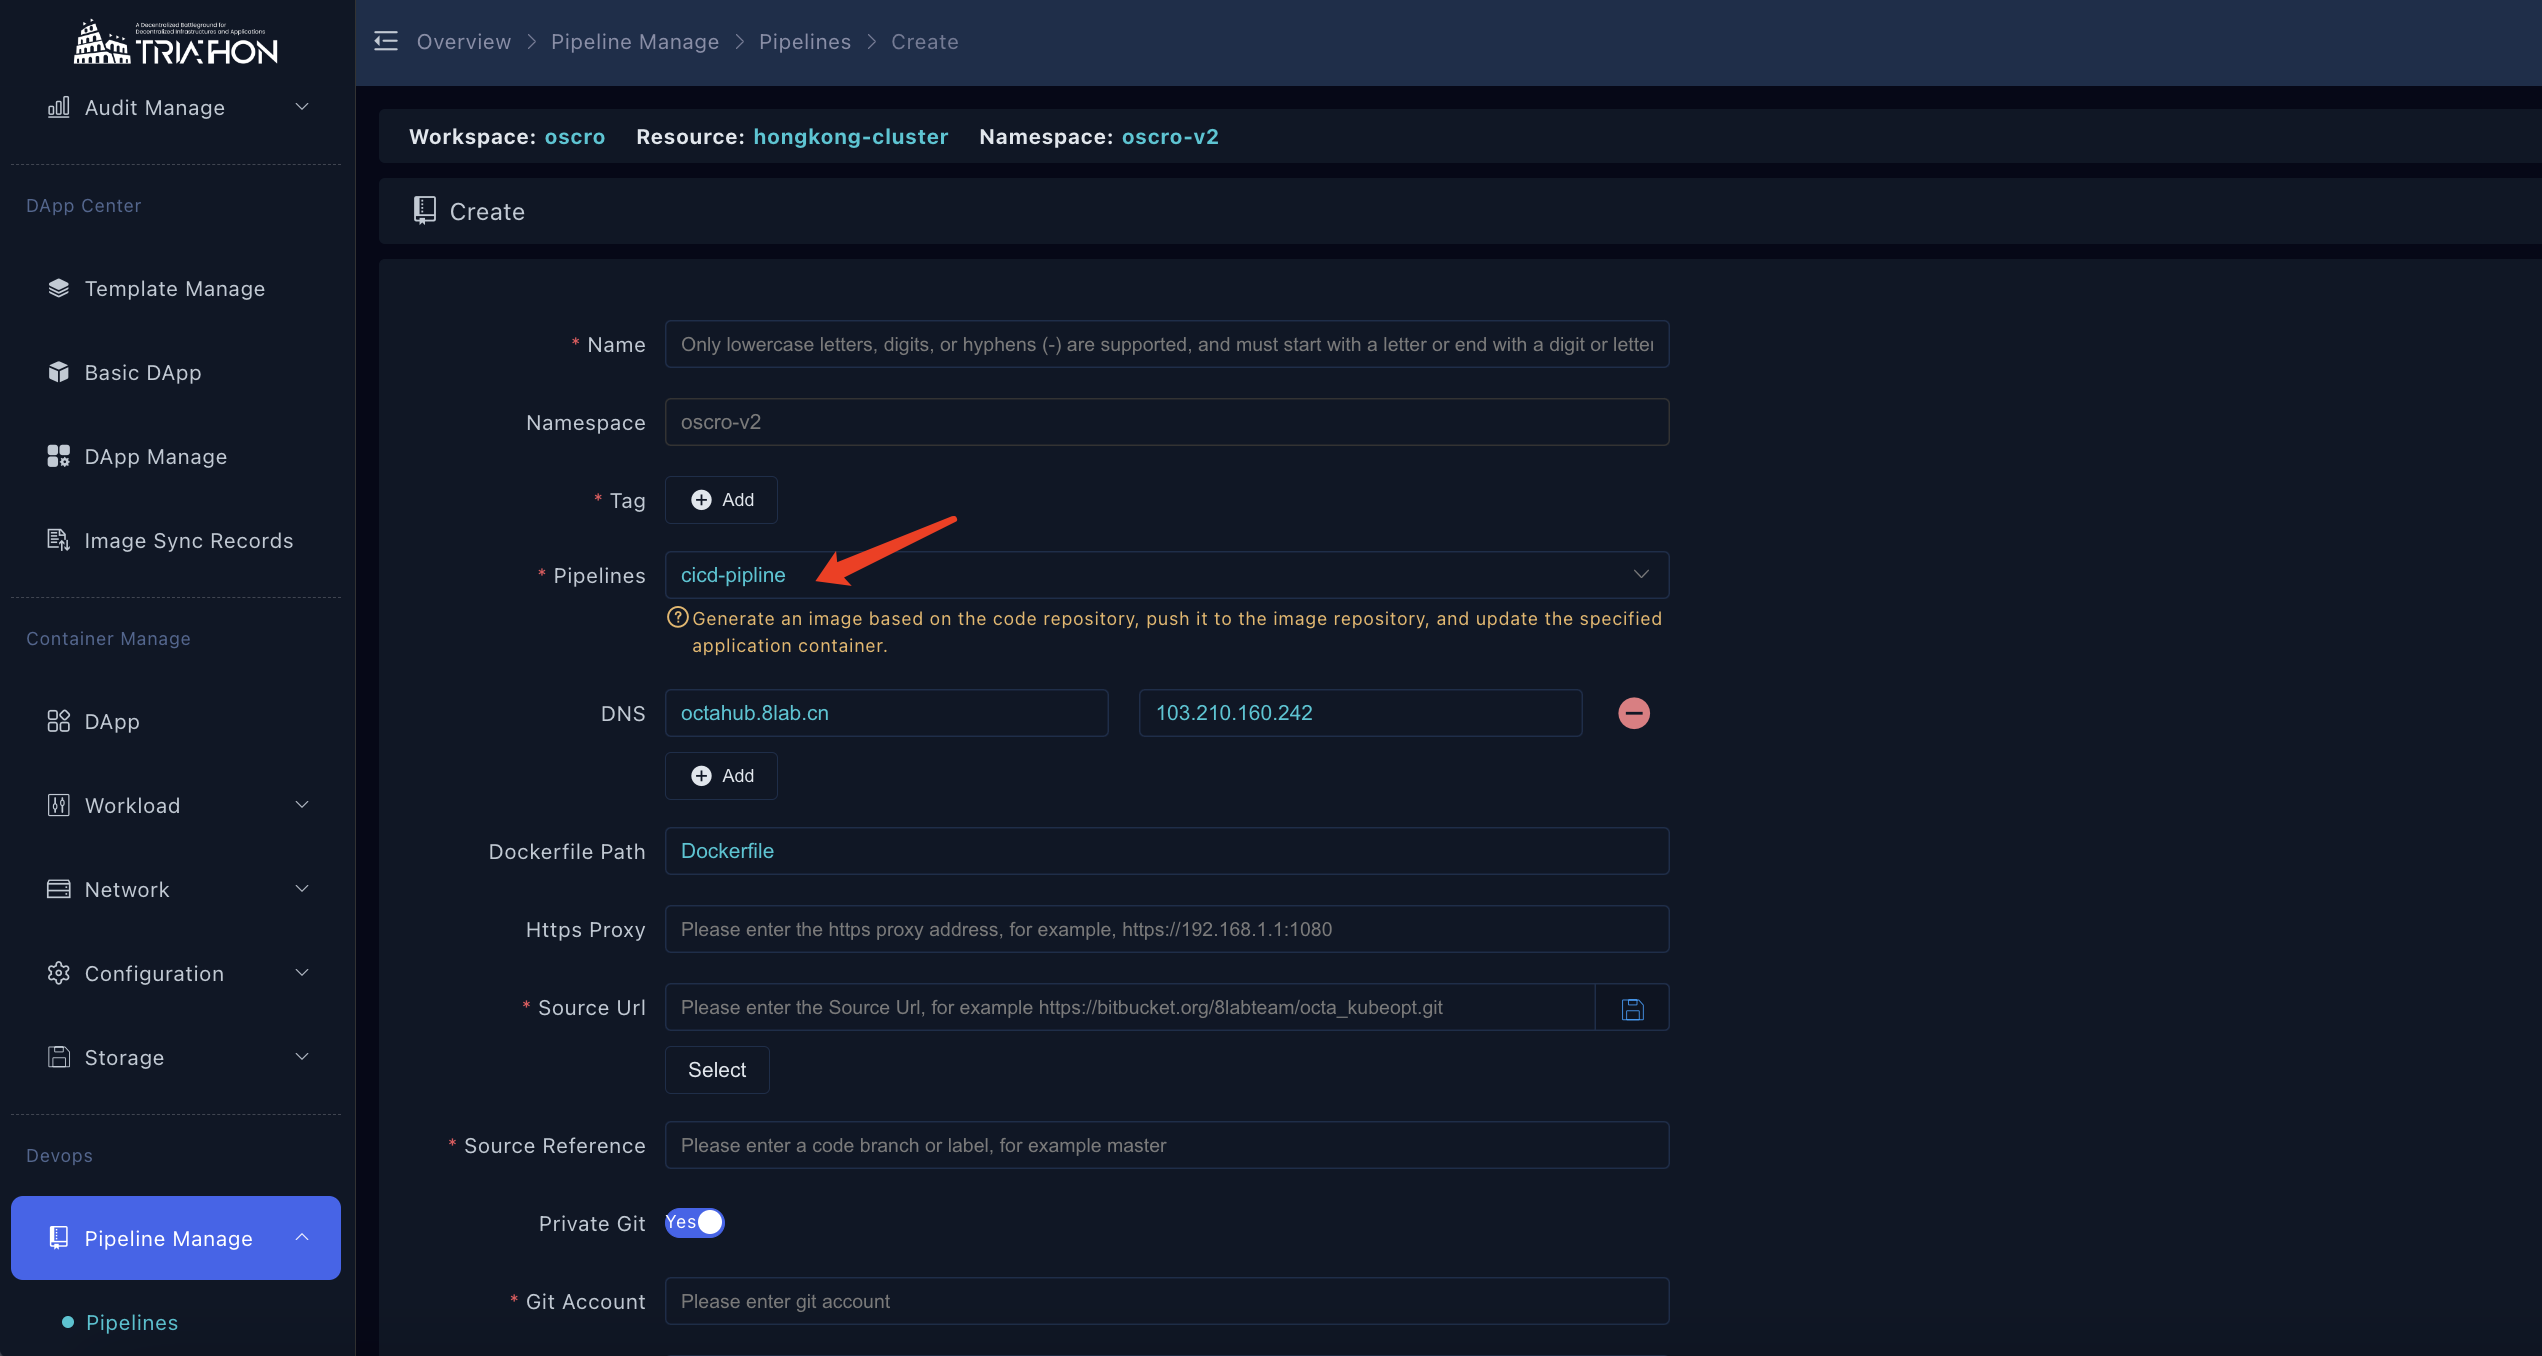 A Decentralized Battleground for
Decentralized Infrastructures and Applications
TRIATHON
Audit Manage
DApp Center
Template Manage
Basic DApp
DApp Manage
Image Sync Records
Container Manage
DApp
Workload
Network
Configuration
Storage
Devops
Pipeline Manage
Pipelines
Overview > Pipeline Manage > Pipelines > Create
Workspace: oscro Resource: hongkong-cluster Namespace: oscro-v2
Create
* Name Only lowercase letters, digits, or hyphens (-) are supported, and must start with a letter or end with a digit or letter
Namespace oscro-v2
* Tag Add
* Pipelines cicd-pipline
Generate an image based on the code repository, push it to the image repository, and update the specified
application container.
DNS octahub.8lab.cn 103.210.160.242
Add
Dockerfile Path Dockerfile
Https Proxy Please enter the https proxy address, for example, https://192.168.1.1:1080
* Source Url Please enter the Source Url, for example https://bitbucket.org/8labteam/octa_kubeopt.git
Select
* Source Reference Please enter a code branch or label, for example master
Private Git Yes
* Git Account Please enter git account